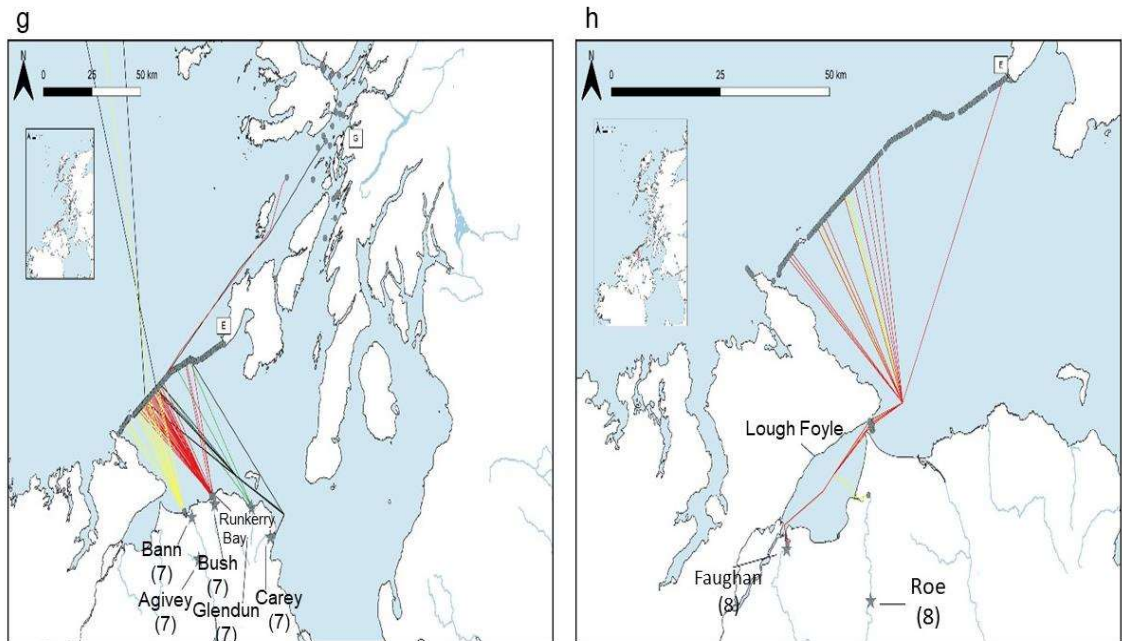 g
h
N
0 25 50 km
N
0 25 50 km
E
G
E
Lough Foyle
Runkerry
Bay
Bann
(7)
Bush
(7)
Agivey
(7)
Glendun
(7)
Carey
(7)
Faughan
(8)
Roe
(8)